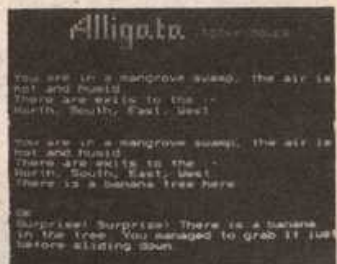 Alligata
You are in a mangrove swamp, the air is
hot and humid
There are exits to the :-
North, South, East, West
You are in a mangrove swamp, the air is
hot and humid
There are exits to the :-
North, South, East, West
There is a banana tree here
OK
Surprise! Surprise! There is a banana
in the tree. You managed to grab it just
before sliding down